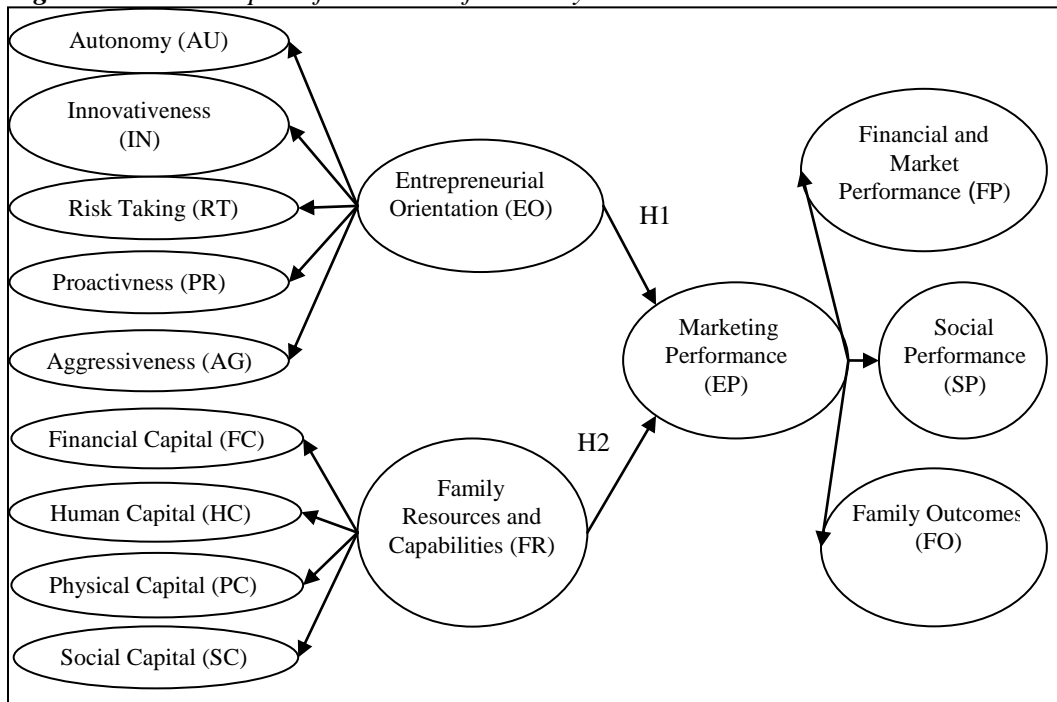 Autonomy (AU)
Innovativeness
(IN)
Risk Taking (RT)
Proactivness (PR)
Aggressiveness (AG)
Financial Capital (FC)
Human Capital (HC)
Physical Capital (PC)
Social Capital (SC)
Entrepreneurial
Orientation (EO)
Family
Resources and
Capabilities (FR)
H1
H2
Marketing
Performance
(EP)
Financial and
Market
Performance (FP)
Social
Performance
(SP)
Family Outcomes
(FO)